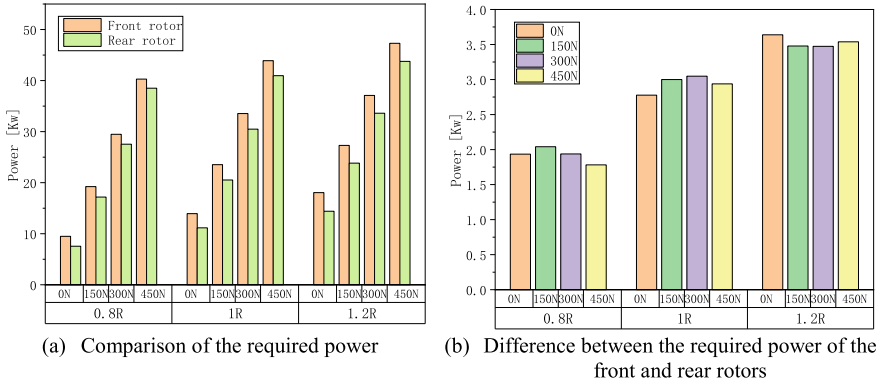 Front rotor
Rear rotor
Power [Kw]
50
40
30
20
10
0
0N 150N 300N 450N 0N 150N 300N 450N 0N 150N 300N 450N
0.8R 1R 1.2R
(a) Comparison of the required power
0N
150N
300N
450N
Power [Kw]
4.0
3.5
3.0
2.5
2.0
1.5
1.0
0.5
0.0
0N 150N 300N 450N 0N 150N 300N 450N 0N 150N 300N 450N
0.8R 1R 1.2R
(b) Difference between the required power of the
front and rear rotors